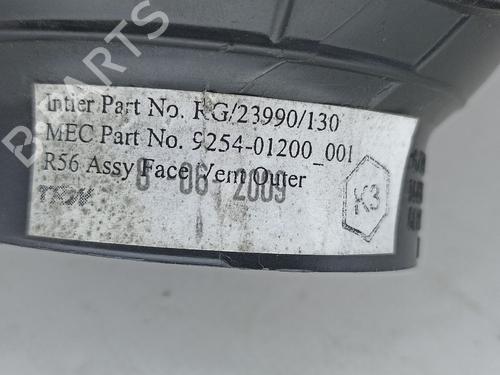 Intier Part No. RG/23990/130
MEC Part No. 9254-01200_001
R56 Assy Face Vent Outer
06 2009
TRW
K3